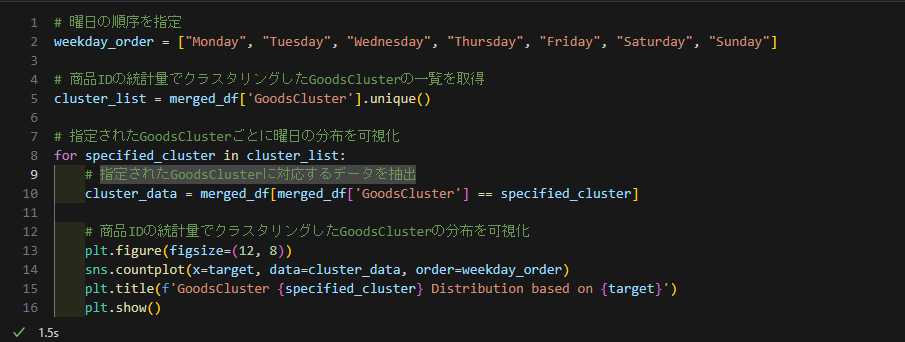 1 # 曜日の順序を指定
2 weekday_order = ["Monday", "Tuesday", "Wednesday", "Thursday", "Friday", "Saturday", "Sunday"]
3
4 # 商品IDの統計量でクラスタリングしたGoodsClusterの一覧を取得
5 cluster_list = merged_df['GoodsCluster'].unique()
6
7 # 指定されたGoodsClusterごとに曜日の分布を可視化
8 for specified_cluster in cluster_list:
9 # 指定されたGoodsClusterに対応するデータを抽出
10 cluster_data = merged_df[merged_df['GoodsCluster'] == specified_cluster]
11
12 # 商品IDの統計量でクラスタリングしたGoodsClusterの分布を可視化
13 plt.figure(figsize=(12, 8))
14 sns.countplot(x=target, data=cluster_data, order=weekday_order)
15 plt.title(f'GoodsCluster {specified_cluster} Distribution based on {target}')
16 plt.show()
1.5s